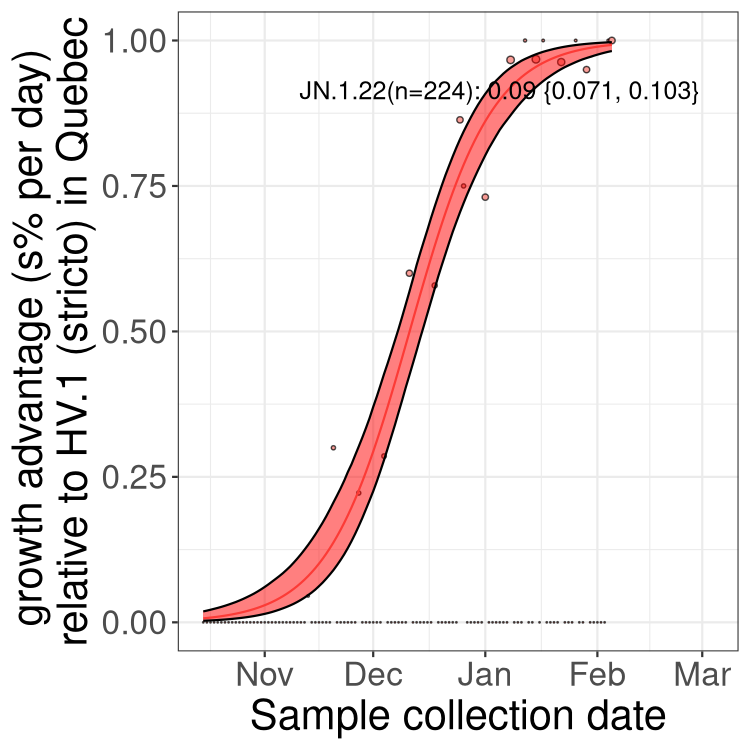 growth advantage (s% per day)
relative to HV.1 (stricto) in Quebec
1.00
0.75
0.50
0.25
0.00
JN.1.22(n=224): 0.09 {0.071, 0.103}
Nov Dec Jan Feb Mar
Sample collection date